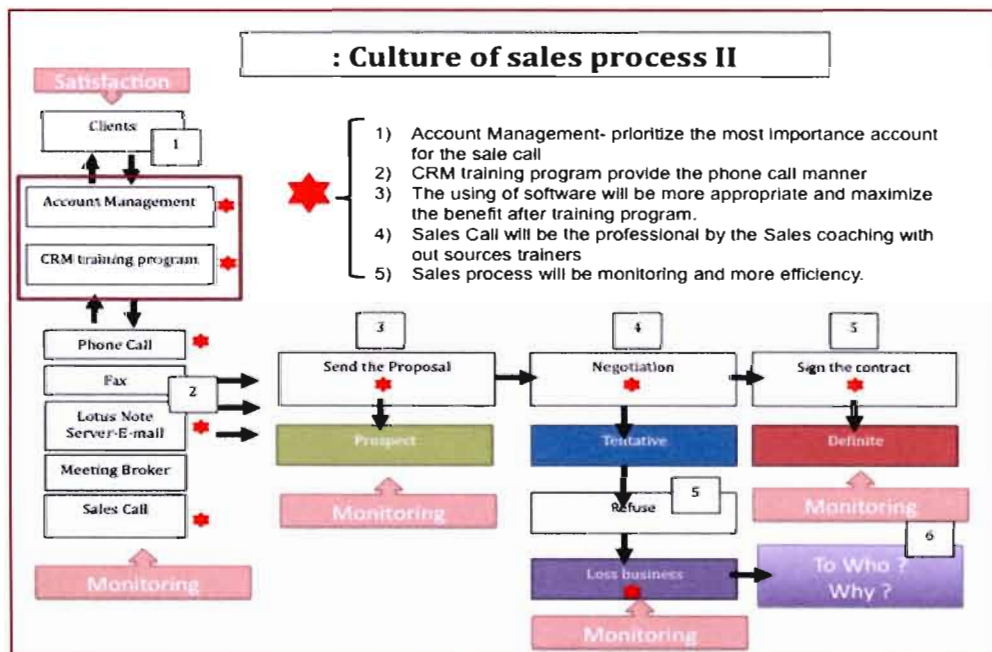 : Culture of sales process II
Satisfaction
Clients
1
Account Management
CRM training program
1) Account Management- prioritize the most importance account
for the sale call
2) CRM training program provide the phone call manner
3) The using of software will be more appropriate and maximize
the benefit after training program.
4) Sales Call will be the professional by the Sales coaching with
out sources trainers
5) Sales process will be monitoring and more efficiency.
Phone Call
Fax
2
Lotus Note
Server-E-mail
Meeting Broker
Sales Call
Monitoring
3
Send the Proposal
Prospect
Monitoring
4
Negotiation
Tentative
5
Refuse
Loss business
Monitoring
5
Sign the contract
Definite
Monitoring
6
To Who ?
Why ?